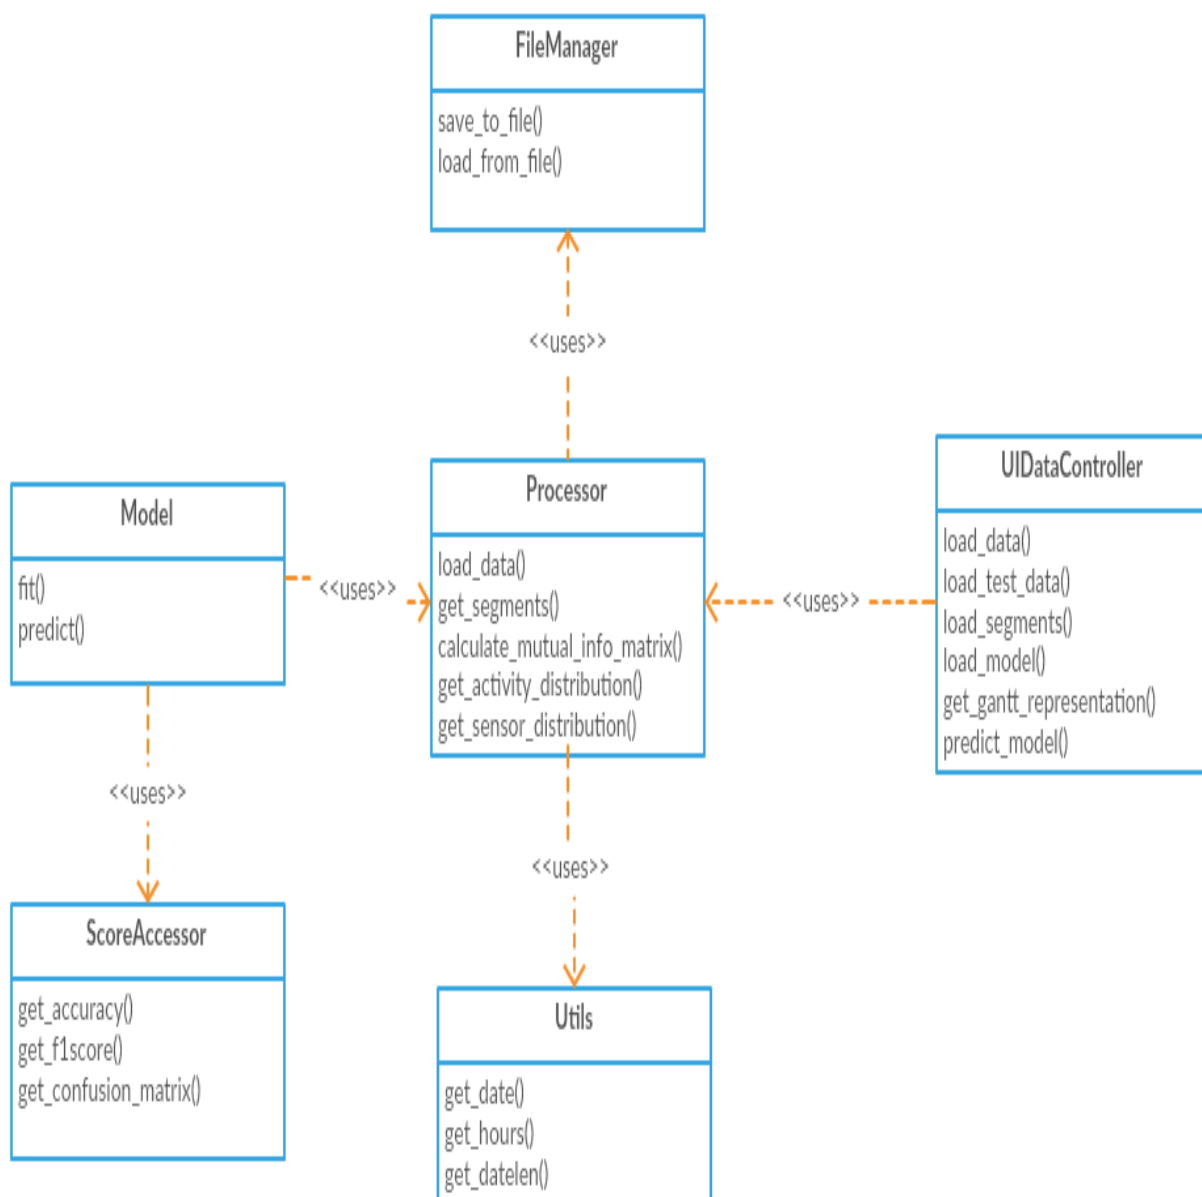 FileManager
save_to_file()
load_from_file()
<<uses>>
Model
fit()
predict()
<<uses>>
Processor
load_data()
get_segments()
calculate_mutual_info_matrix()
get_activity_distribution()
get_sensor_distribution()
<<uses>>
UIDataController
load_data()
load_test_data()
load_segments()
load_model()
get_gantt_representation()
predict_model()
<<uses>>
<<uses>>
ScoreAccessor
get_accuracy()
get_f1score()
get_confusion_matrix()
Utils
get_date()
get_hours()
get_datelen()